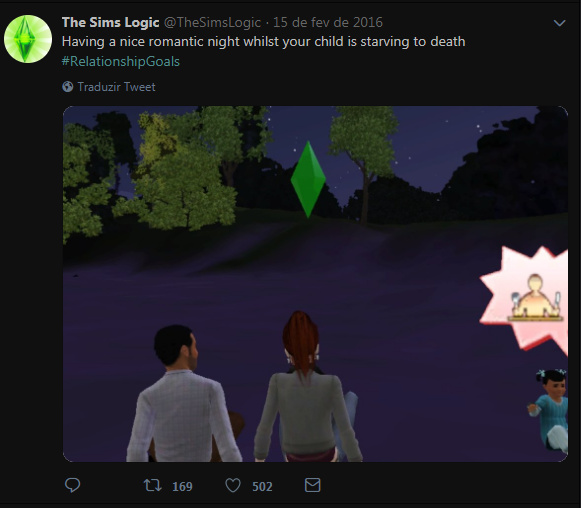 The Sims Logic @TheSimsLogic · 15 de fev de 2016
Having a nice romantic night whilst your child is starving to death
#RelationshipGoals
Traduzir Tweet
169 502